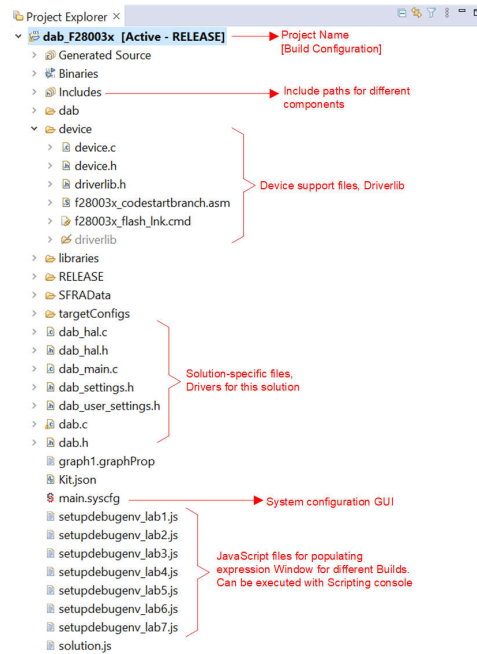 Project Explorer ×
dab_F28003x [Active - RELEASE]
Project Name
[Build Configuration]
Generated Source
Binaries
Includes
Include paths for different
components
dab
device
device.c
device.h
driverlib.h
Device support files, Driverlib
f28003x_codestartbranch.asm
f28003x_flash_lnk.cmd
driverlib
libraries
RELEASE
SFRAData
targetConfigs
dab_hal.c
dab_hal.h
dab_main.c
Solution-specific files,
Drivers for this solution
dab_settings.h
dab_user_settings.h
dab.c
dab.h
graph1.graphProp
Kit.json
main.syscfg
System configuration GUI
setupdebugenv_lab1.js
setupdebugenv_lab2.js
setupdebugenv_lab3.js
setupdebugenv_lab4.js
JavaScript files for populating
expression Window for different Builds.
Can be executed with Scripting console
setupdebugenv_lab5.js
setupdebugenv_lab6.js
setupdebugenv_lab7.js
solution.js